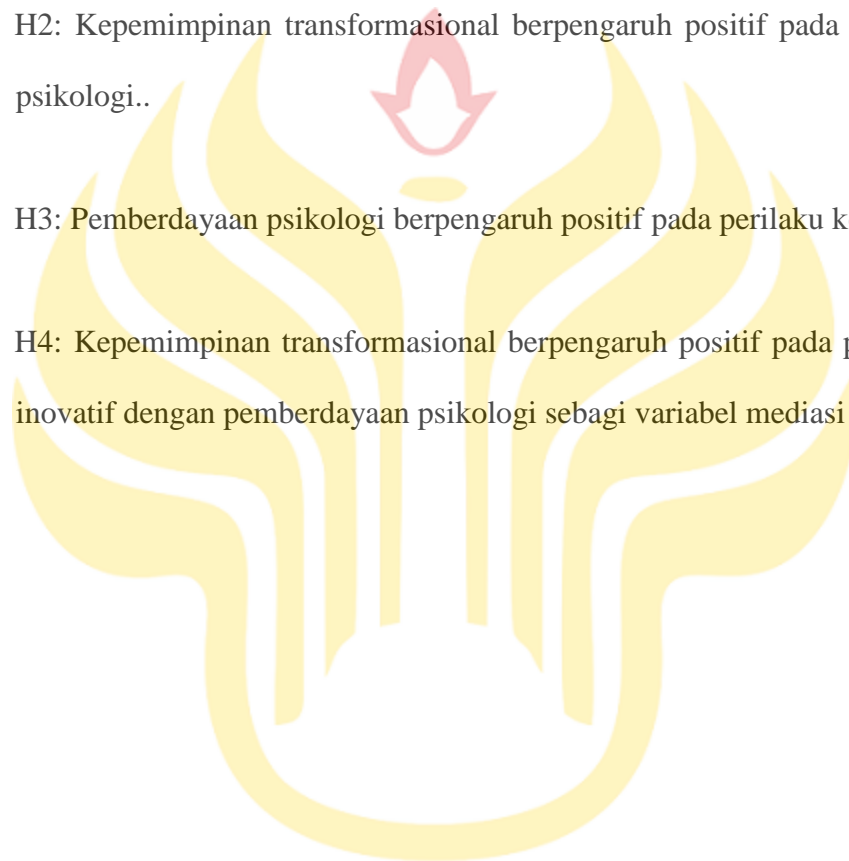 H2: Kepemimpinan transformasional berpengaruh positif pada
psikologi..
H3: Pemberdayaan psikologi berpengaruh positif pada perilaku
H4: Kepemimpinan transformasional berpengaruh positif pada
inovatif dengan pemberdayaan psikologi sebagi variabel mediasi